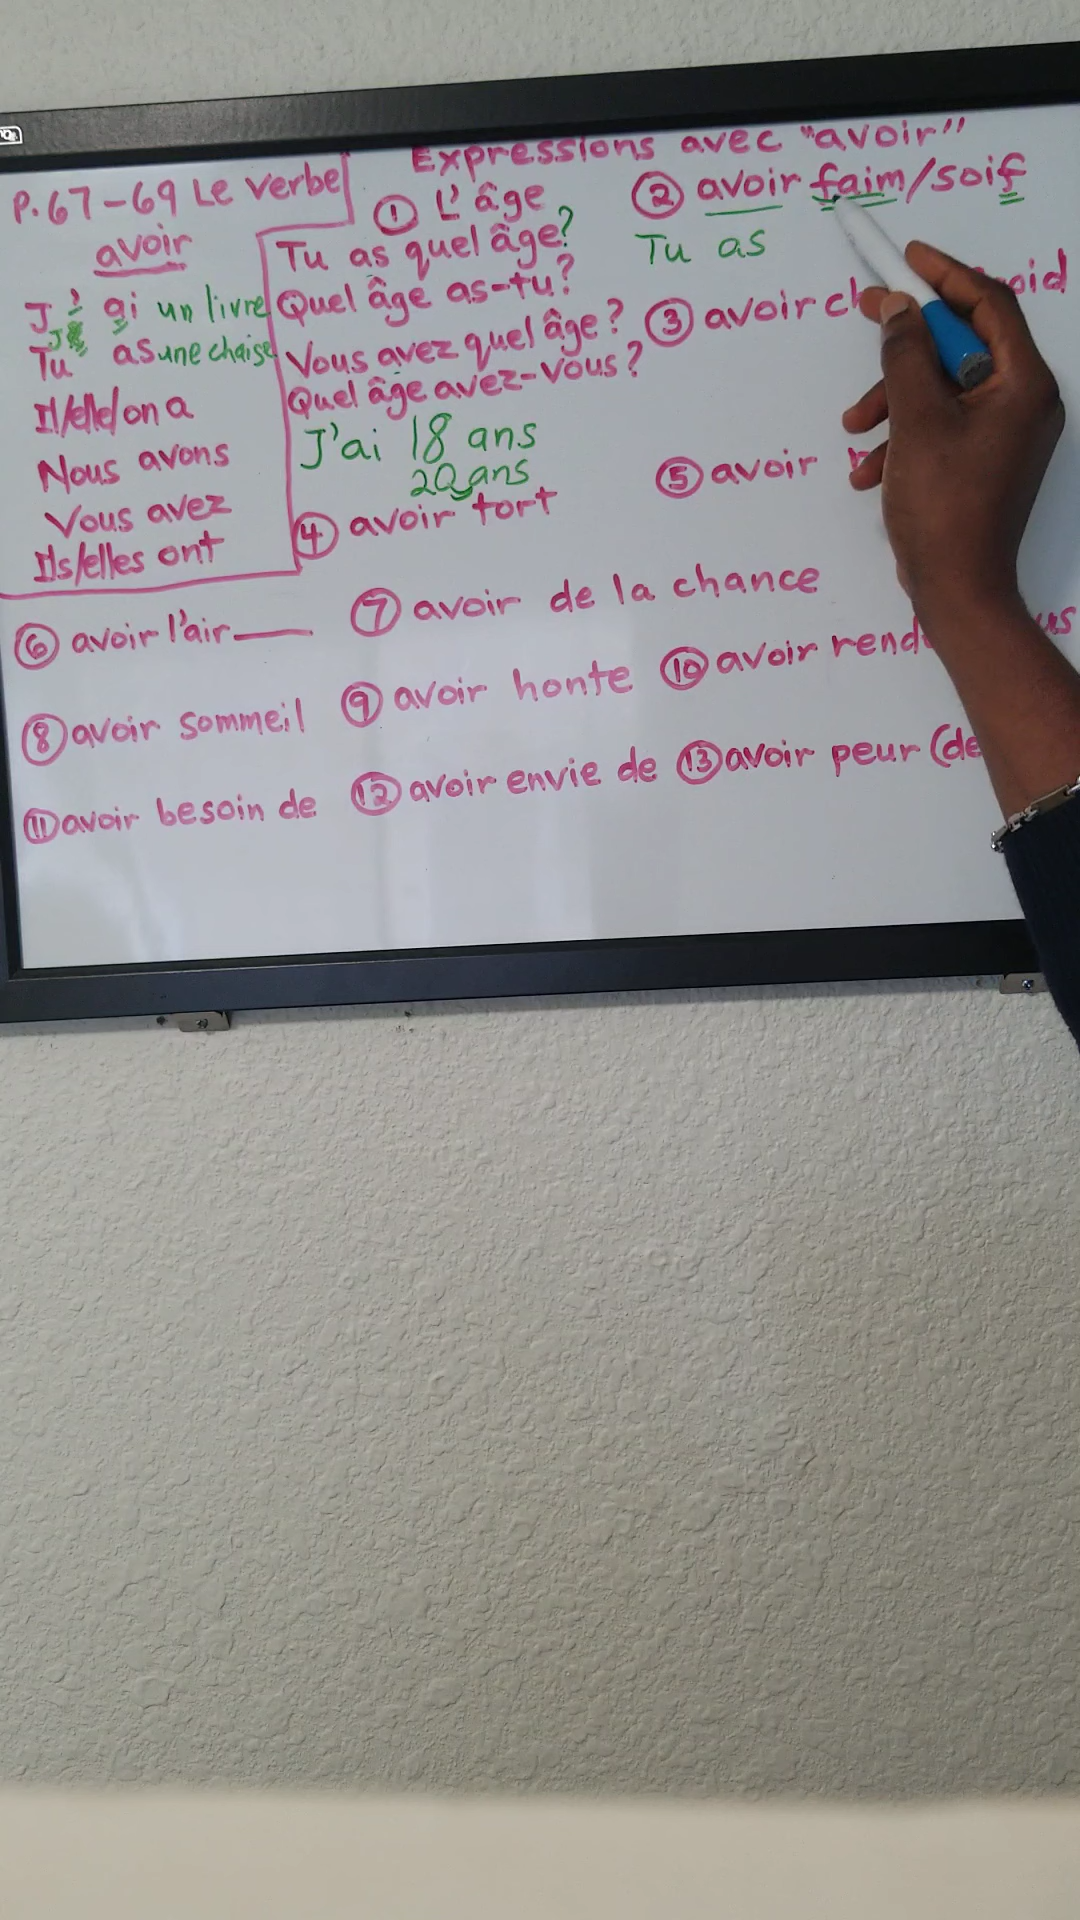 Expressions avec "avoir"
P.67-69 Le verbe
avoir
J'ai un livre
Tu as une chaise
Il/elle/on a
Nous avons
Vous avez
Ils/elles ont
① L'âge
Tu as quel âge?
Quel âge as-tu?
Vous avez quel âge?
Quel âge avez-vous?
J'ai 18 ans
20 ans
② avoir faim/soif
Tu as
③ avoir
④ avoir tort
⑤ avoir
⑥ avoir l'air ___
⑦ avoir de la chance
⑧ avoir sommeil
⑨ avoir honte
⑩ avoir
⑪ avoir besoin de
⑫ avoir envie de
⑬ avoir peur (de